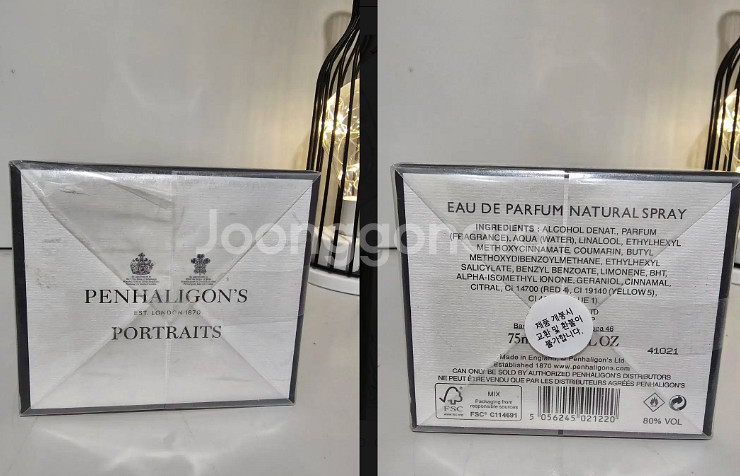 Joonggona
PENHALIGON'S
EST. LONDON 1870
PORTRAITS
EAU DE PARFUM NATURAL SPRAY
INGREDIENTS : ALCOHOL DENAT., PARFUM
(FRAGRANCE), AQUA (WATER), LINALOOL, ETHYLHEXYL
METHOXYCINNAMATE, COUMARIN, BUTYL
METHOXYDIBENZOYLMETHANE, ETHYLHEXYL
SALICYLATE, BENZYL BENZOATE, LIMONENE, BHT,
ALPHA-ISOMETHYL IONONE, GERANIOL, CINNAMAL,
CITRAL, CI 14700 (RED 4), CI 19140 (YELLOW 5),
제품 개봉시
교환 및 환불이
불가합니다.
OZ
41021
Made in England, © Penhaligon's Ltd
Established 1870 www.penhaligons.com
CAN ONLY BE SOLD BY AUTHORIZED PENHALIGON'S DISTRIBUTORS
NE PEUT ÊTRE VENDU QUE PAR LES DISTRIBUTEURS AGRÉÉS PENHALIGON'S
FSC
MIX
Packaging from
responsible sources
FSC® C114691
5 056245 021220
80% VOL